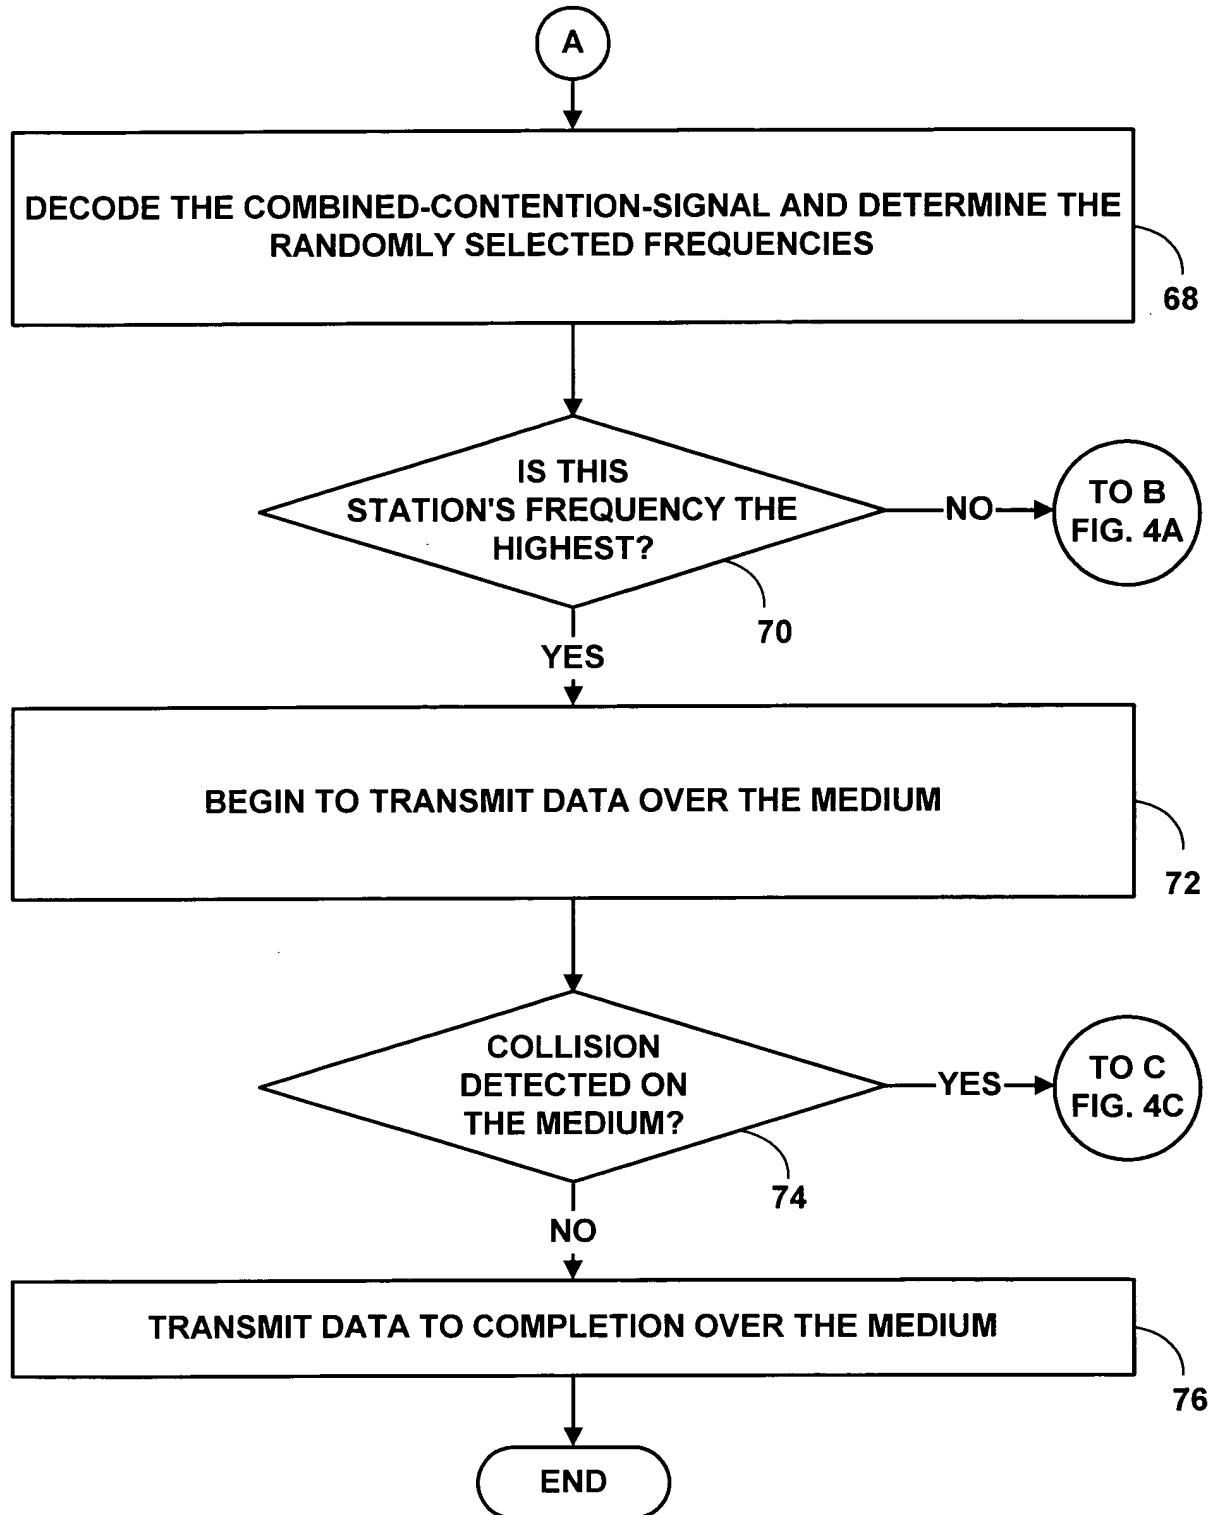 A
DECODE THE COMBINED-CONTENTION-SIGNAL AND DETERMINE THE
RANDOMLY SELECTED FREQUENCIES
68
IS THIS
STATION'S FREQUENCY THE
HIGHEST?
NO
TO B
FIG. 4A
70
YES
BEGIN TO TRANSMIT DATA OVER THE MEDIUM
72
COLLISION
DETECTED ON
THE MEDIUM?
YES
TO C
FIG. 4C
74
NO
TRANSMIT DATA TO COMPLETION OVER THE MEDIUM
76
END